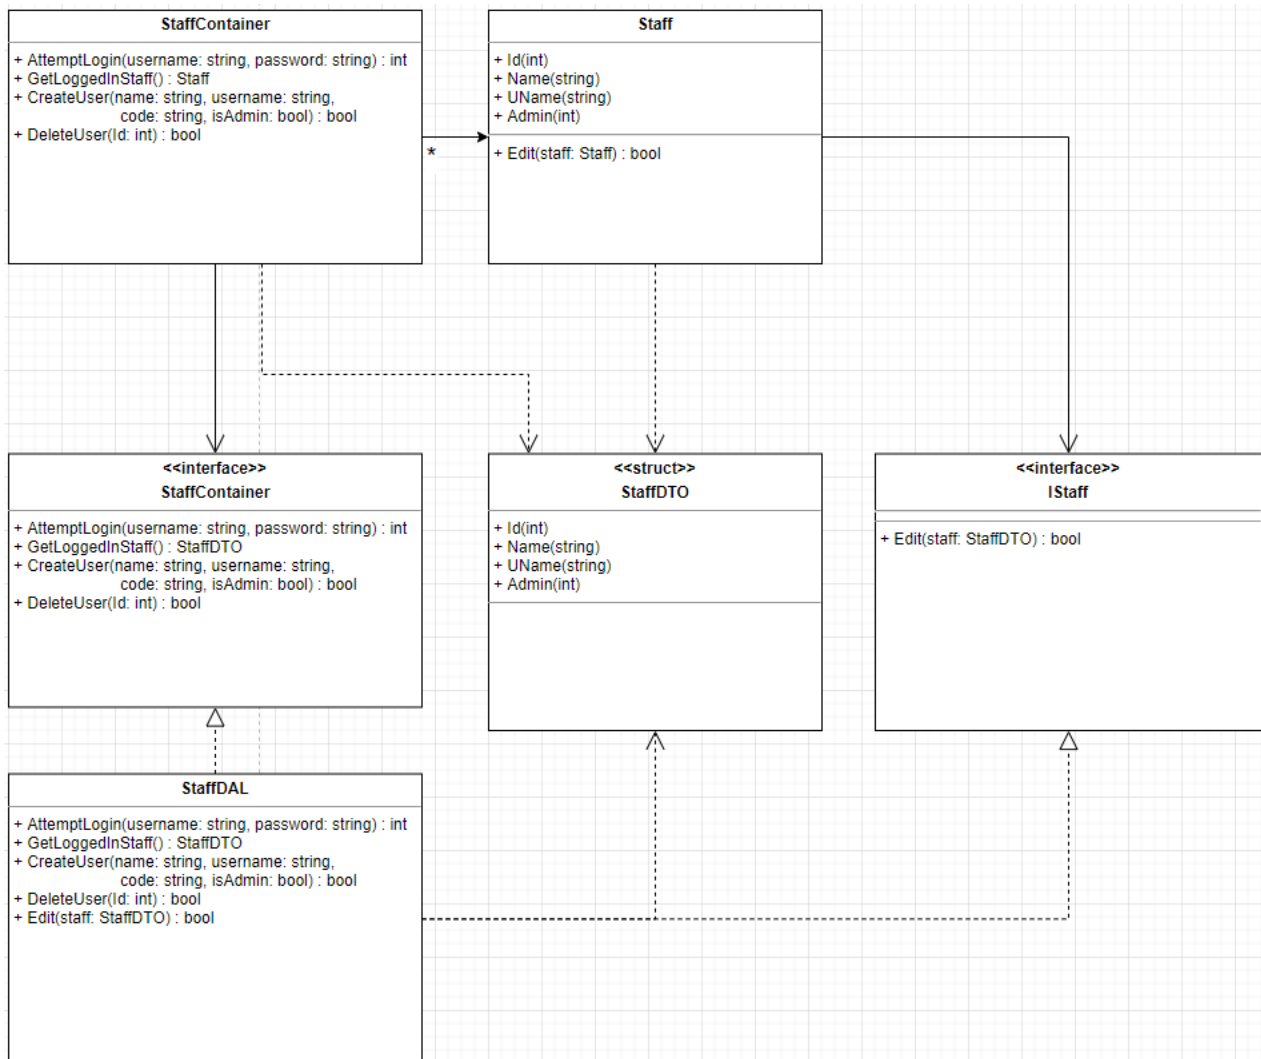 StaffContainer
+ AttemptLogin(username: string, password: string) : int
+ GetLoggedInStaff() : Staff
+ CreateUser(name: string, username: string,
code: string, isAdmin: bool) : bool
+ DeleteUser(Id: int) : bool
*
Staff
+ Id(int)
+ Name(string)
+ UName(string)
+ Admin(int)
+ Edit(staff: Staff) : bool
<<interface>>
StaffContainer
+ AttemptLogin(username: string, password: string) : int
+ GetLoggedInStaff() : StaffDTO
+ CreateUser(name: string, username: string,
code: string, isAdmin: bool) : bool
+ DeleteUser(Id: int) : bool
<<struct>>
StaffDTO
+ Id(int)
+ Name(string)
+ UName(string)
+ Admin(int)
<<interface>>
IStaff
+ Edit(staff: StaffDTO) : bool
StaffDAL
+ AttemptLogin(username: string, password: string) : int
+ GetLoggedInStaff() : StaffDTO
+ CreateUser(name: string, username: string,
code: string, isAdmin: bool) : bool
+ DeleteUser(Id: int) : bool
+ Edit(staff: StaffDTO) : bool